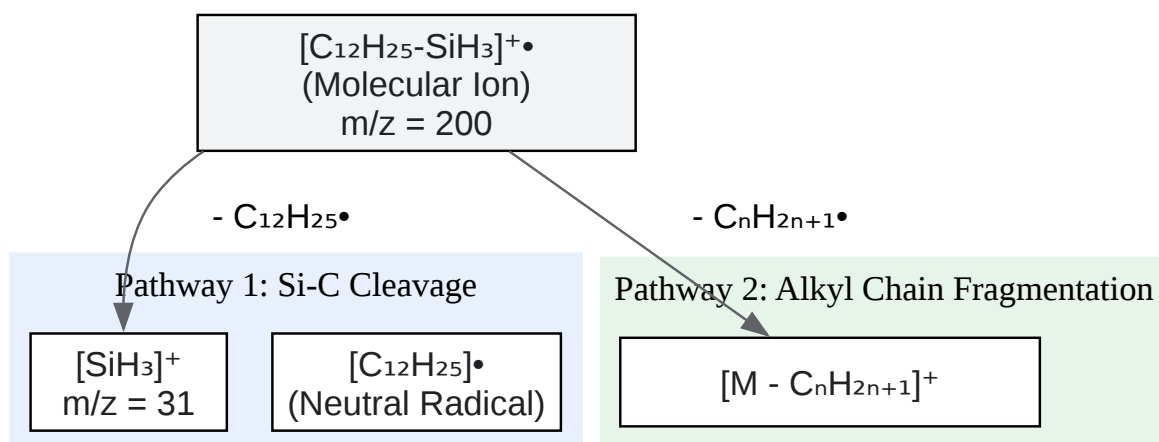 [C₁₂H₂₅-SiH₃]⁺•
(Molecular Ion)
m/z = 200
- C₁₂H₂₅•
- CₙH₂ₙ₊₁•
Pathway 1: Si-C Cleavage
Pathway 2: Alkyl Chain Fragmentation
[SiH₃]⁺
m/z = 31
[C₁₂H₂₅]•
(Neutral Radical)
[M - CₙH₂ₙ₊₁]⁺